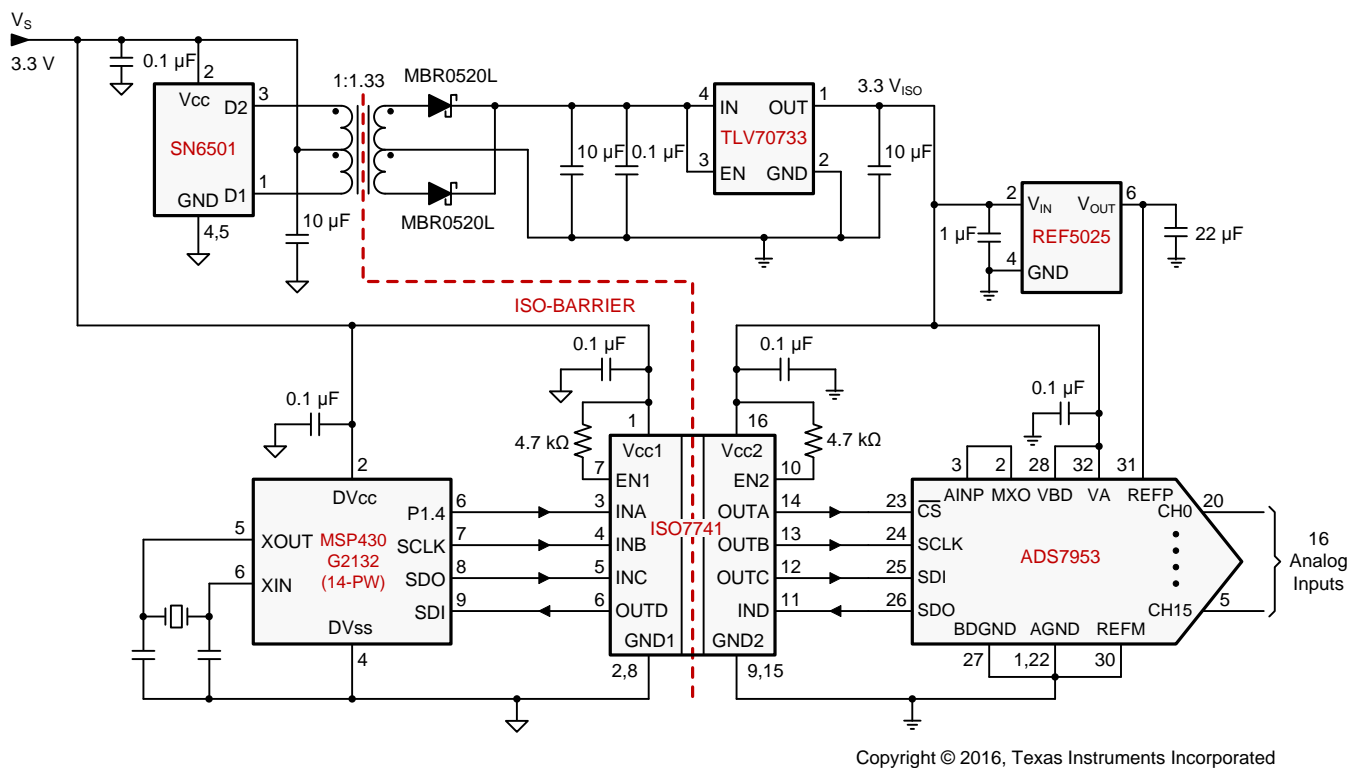 VS
3.3 V
0.1 µF
2
Vcc
D2
3
SN6501
GND
D1
1
4,5
10 µF
1:1.33
MBR0520L
MBR0520L
10 µF
0.1 µF
4
IN
OUT
1
TLV70733
3
EN
GND
2
3.3 VISO
10 µF
2
VIN
VOUT
6
REF5025
1 µF
4
GND
22 µF
ISO-BARRIER
0.1 µF
0.1 µF
0.1 µF
0.1 µF
4.7 kΩ
4.7 kΩ
2
DVcc
5
XOUT
6
XIN
MSP430
G2132
(14-PW)
P1.4
6
SCLK
7
SDO
8
SDI
9
DVss
4
1
Vcc1
7
EN1
3
INA
4
INB
5
INC
6
OUTD
GND1
2,8
ISO7741
16
Vcc2
10
EN2
14
OUTA
13
OUTB
12
OUTC
11
IND
GND2
9,15
3
2
28
32
31
AINP
MXO
VBD
VA
REFP
23
CS
24
SCLK
25
SDI
26
SDO
ADS7953
CH0
20
CH15
5
BDGND
AGND
REFM
27
1,22
30
16
Analog
Inputs
Copyright © 2016, Texas Instruments Incorporated